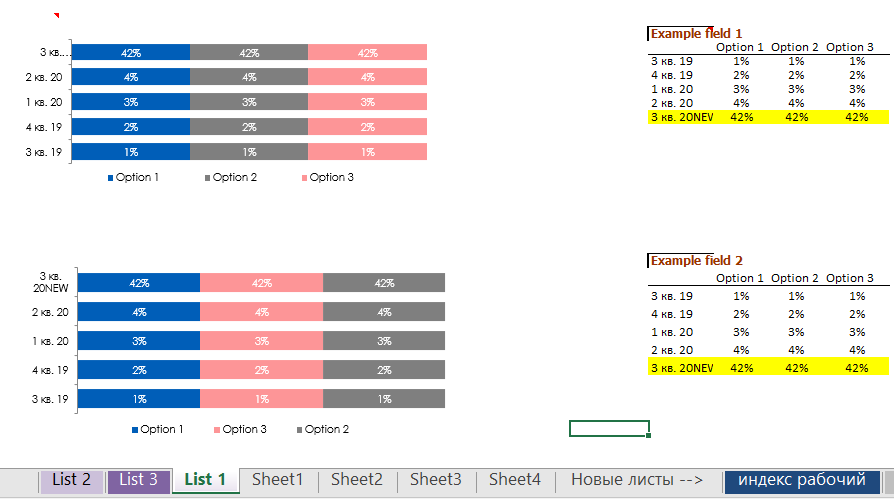 3 кв....
42% 42% 42%
2 кв. 20
4% 4% 4%
1 кв. 20
3% 3% 3%
4 кв. 19
2% 2% 2%
3 кв. 19
1% 1% 1%
Option 1 Option 2 Option 3
Example field 1
Option 1 Option 2 Option 3
3 кв. 19 1% 1% 1%
4 кв. 19 2% 2% 2%
1 кв. 20 3% 3% 3%
2 кв. 20 4% 4% 4%
3 кв. 20NEW 42% 42% 42%
3 кв.
20NEW
42% 42% 42%
2 кв. 20
4% 4% 4%
1 кв. 20
3% 3% 3%
4 кв. 19
2% 2% 2%
3 кв. 19
1% 1% 1%
Option 1 Option 3 Option 2
Example field 2
Option 1 Option 2 Option 3
3 кв. 19 1% 1% 1%
4 кв. 19 2% 2% 2%
1 кв. 20 3% 3% 3%
2 кв. 20 4% 4% 4%
3 кв. 20NEW 42% 42% 42%
List 2 List 3 List 1 Sheet1 Sheet2 Sheet3 Sheet4 Новые листы --> индекс рабочий